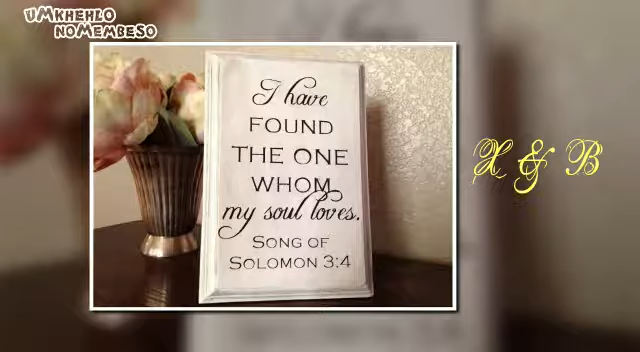 UMKHEHLO
NOMEMBESO
I have
FOUND
THE ONE
WHOM
my soul loves.
SONG OF
SOLOMON 3:4
X & B